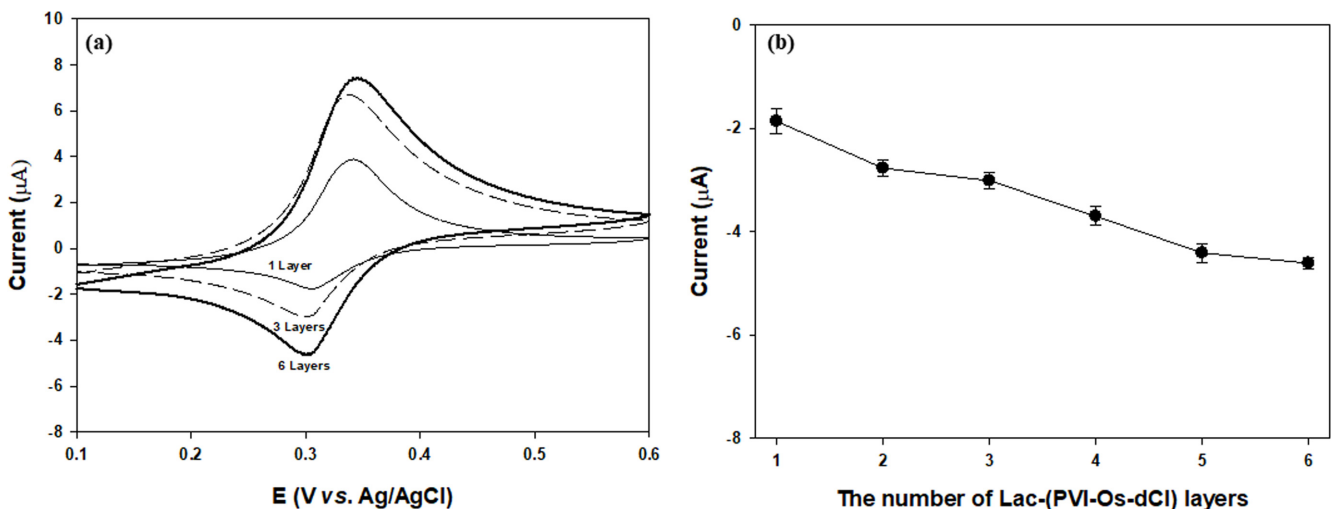 (a)
10
8
6
4
2
0
-2
-4
-6
-8
Current (μA)
1 Layer
3 Layers
6 Layers
0.1 0.2 0.3 0.4 0.5 0.6
E (V vs. Ag/AgCl)
(b)
-0
-2
-4
-6
-8
Current (μA)
1 2 3 4 5 6
The number of Lac-(PVI-Os-dCl) layers